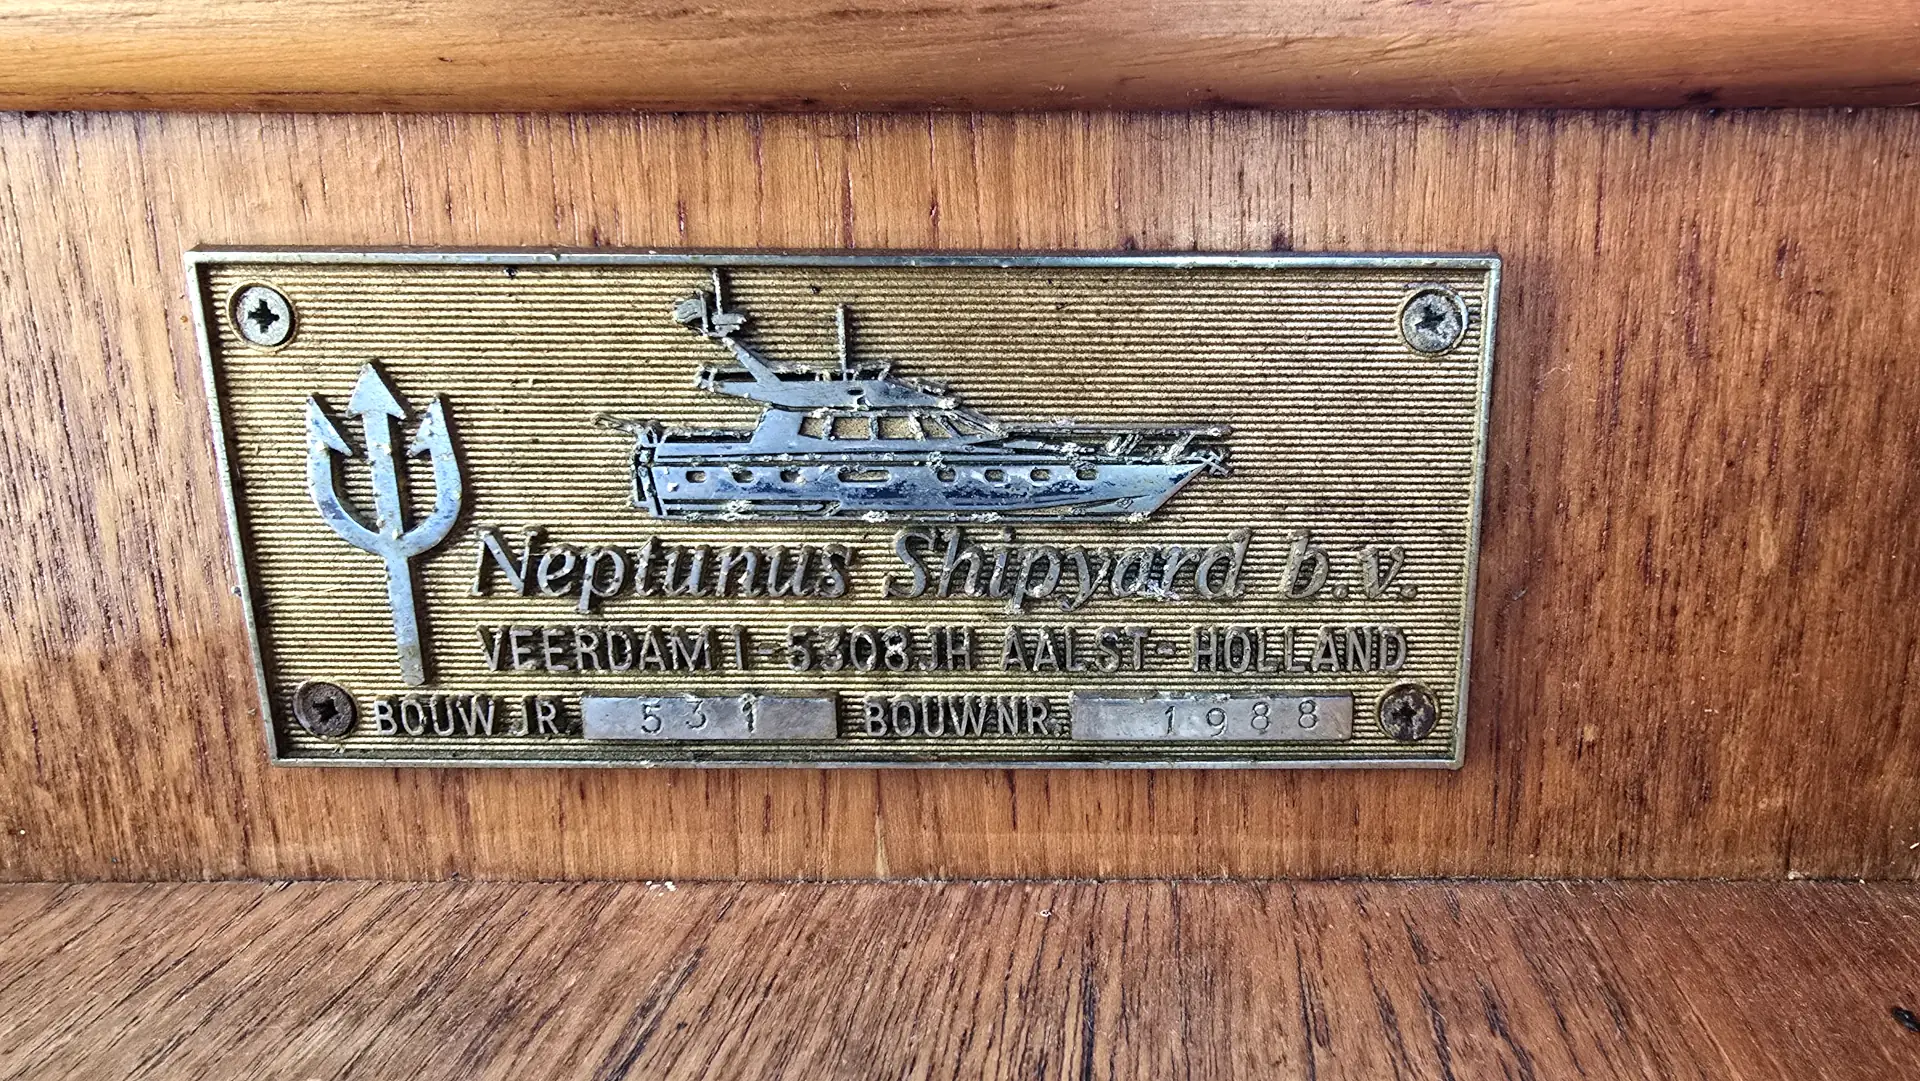 Neptunus Shipyard b.v.
VEERDAM 1 - 5308 JH AALST - HOLLAND
BOUW JR. 531 BOUWNR. 1988